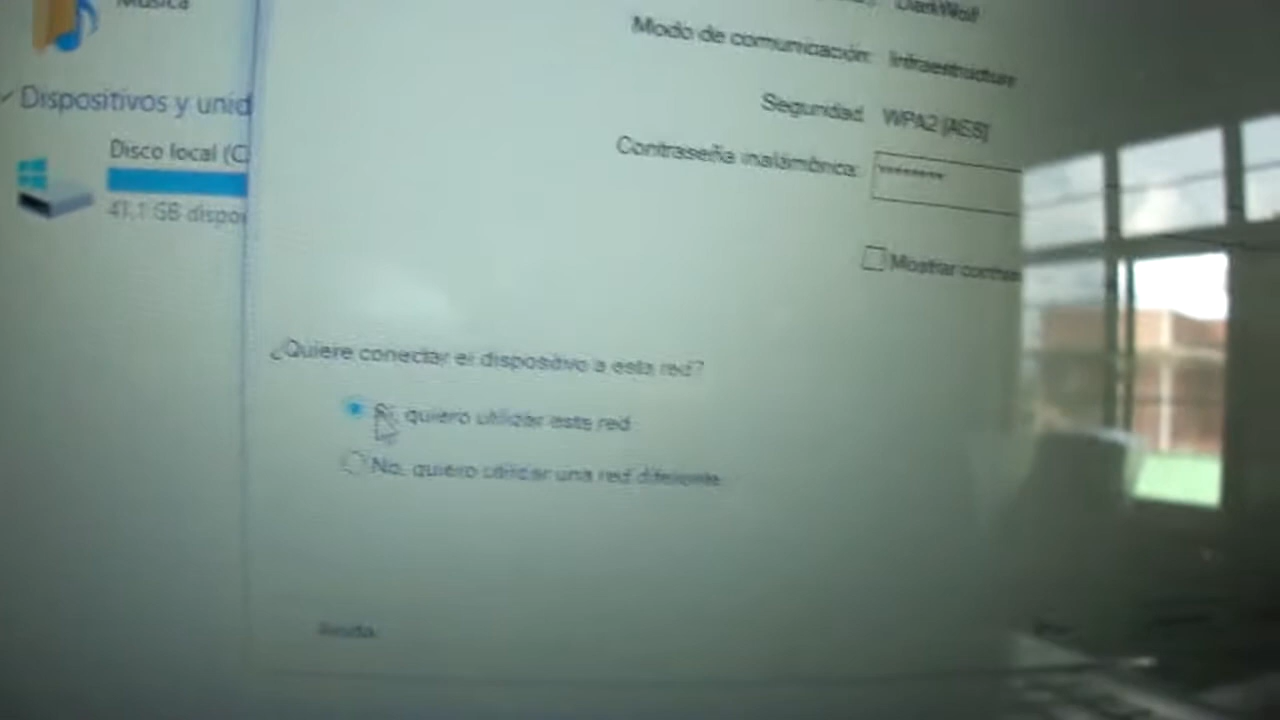 Música
Dispositivos y unid
Disco local (C
41,1 GB dispo
DarkWolf
Modo de comunicación: Infraestructure
Seguridad WPA2 (AES)
Contraseña inalámbrica: ********
Mostrar contras
¿Quiere conectar el dispositivo a esta red?
Sí, quiero utilizar esta red
No, quiero utilizar una red diferente
Ayuda